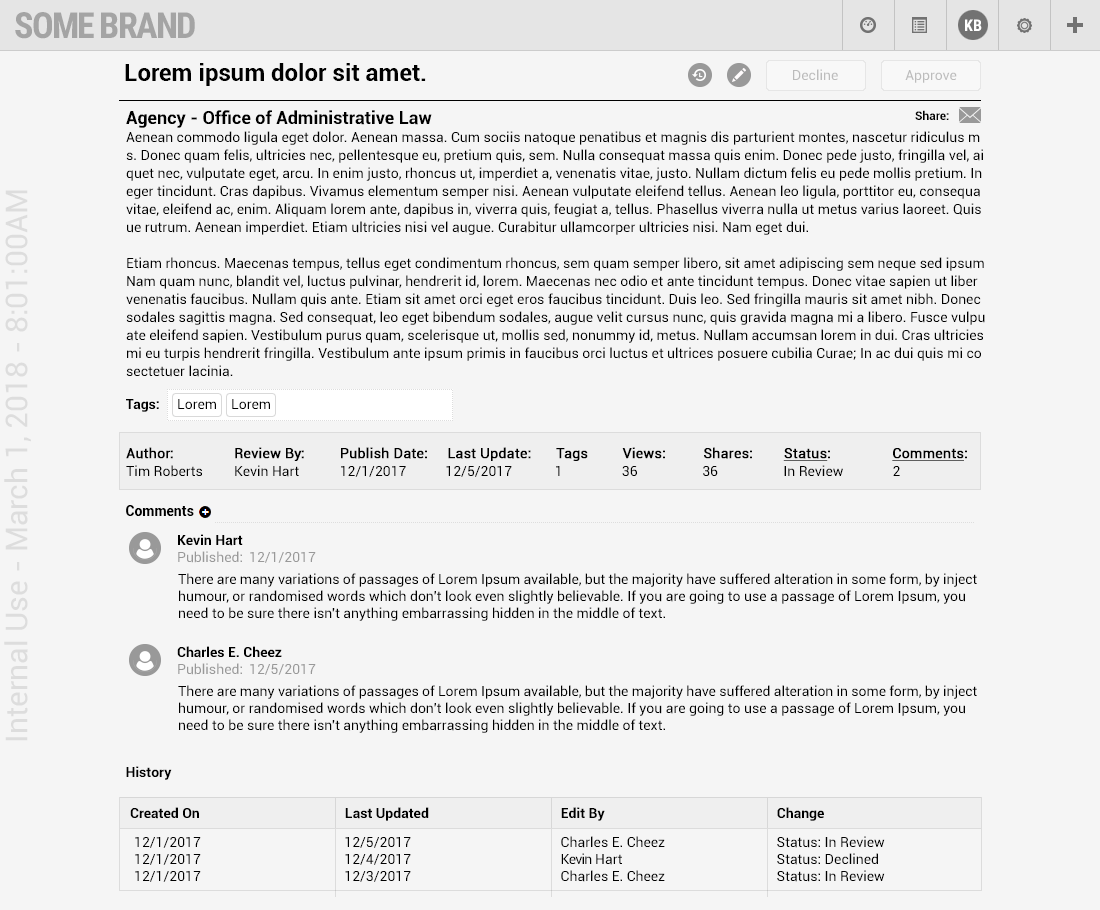 SOME BRAND
KB
Lorem ipsum dolor sit amet.
Decline
Approve
Agency - Office of Administrative Law
Share:
Aenean commodo ligula eget dolor. Aenean massa. Cum sociis natoque penatibus et magnis dis parturient montes, nascetur ridiculus m
s. Donec quam felis, ultricies nec, pellentesque eu, pretium quis, sem. Nulla consequat massa quis enim. Donec pede justo, fringilla vel, ai
quet nec, vulputate eget, arcu. In enim justo, rhoncus ut, imperdiet a, venenatis vitae, justo. Nullam dictum felis eu pede mollis pretium. In
eger tincidunt. Cras dapibus. Vivamus elementum semper nisi. Aenean vulputate eleifend tellus. Aenean leo ligula, porttitor eu, consequa
vitae, eleifend ac, enim. Aliquam lorem ante, dapibus in, viverra quis, feugiat a, tellus. Phasellus viverra nulla ut metus varius laoreet. Quis
ue rutrum. Aenean imperdiet. Etiam ultricies nisi vel augue. Curabitur ullamcorper ultricies nisi. Nam eget dui.
Etiam rhoncus. Maecenas tempus, tellus eget condimentum rhoncus, sem quam semper libero, sit amet adipiscing sem neque sed ipsum
Nam quam nunc, blandit vel, luctus pulvinar, hendrerit id, lorem. Maecenas nec odio et ante tincidunt tempus. Donec vitae sapien ut liber
venenatis faucibus. Nullam quis ante. Etiam sit amet orci eget eros faucibus tincidunt. Duis leo. Sed fringilla mauris sit amet nibh. Donec
sodales sagittis magna. Sed consequat, leo eget bibendum sodales, augue velit cursus nunc, quis gravida magna mi a libero. Fusce vulpu
ate eleifend sapien. Vestibulum purus quam, scelerisque ut, mollis sed, nonummy id, metus. Nullam accumsan lorem in dui. Cras ultricies
mi eu turpis hendrerit fringilla. Vestibulum ante ipsum primis in faucibus orci luctus et ultrices posuere cubilia Curae; In ac dui quis mi co
sectetuer lacinia.
Tags: Lorem Lorem
Author: Review By: Publish Date: Last Update: Tags Views: Shares: Status: Comments:
Tim Roberts Kevin Hart 12/1/2017 12/5/2017 1 36 36 In Review 2
Comments
Kevin Hart
Published: 12/1/2017
There are many variations of passages of Lorem Ipsum available, but the majority have suffered alteration in some form, by inject
humour, or randomised words which don't look even slightly believable. If you are going to use a passage of Lorem Ipsum, you
need to be sure there isn't anything embarrassing hidden in the middle of text.
Charles E. Cheez
Published: 12/5/2017
There are many variations of passages of Lorem Ipsum available, but the majority have suffered alteration in some form, by inject
humour, or randomised words which don't look even slightly believable. If you are going to use a passage of Lorem Ipsum, you
need to be sure there isn't anything embarrassing hidden in the middle of text.
History
Created On Last Updated Edit By Change
12/1/2017 12/5/2017 Charles E. Cheez Status: In Review
12/1/2017 12/4/2017 Kevin Hart Status: Declined
12/1/2017 12/3/2017 Charles E. Cheez Status: In Review
Internal Use - March 1, 2018 - 8:01:00AM